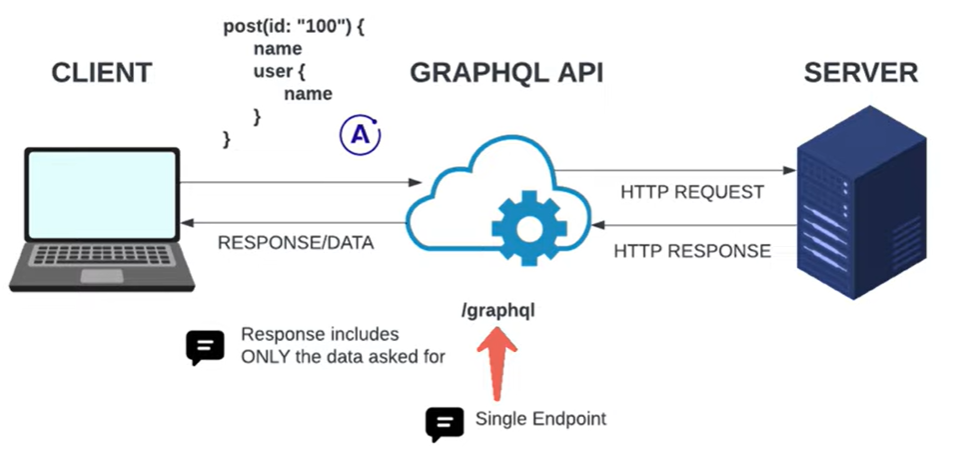 post(id: "100") {
name
user {
name
}
}
CLIENT
GRAPHQL API
SERVER
A
HTTP REQUEST
RESPONSE/DATA
HTTP RESPONSE
/graphql
Response includes
ONLY the data asked for
Single Endpoint